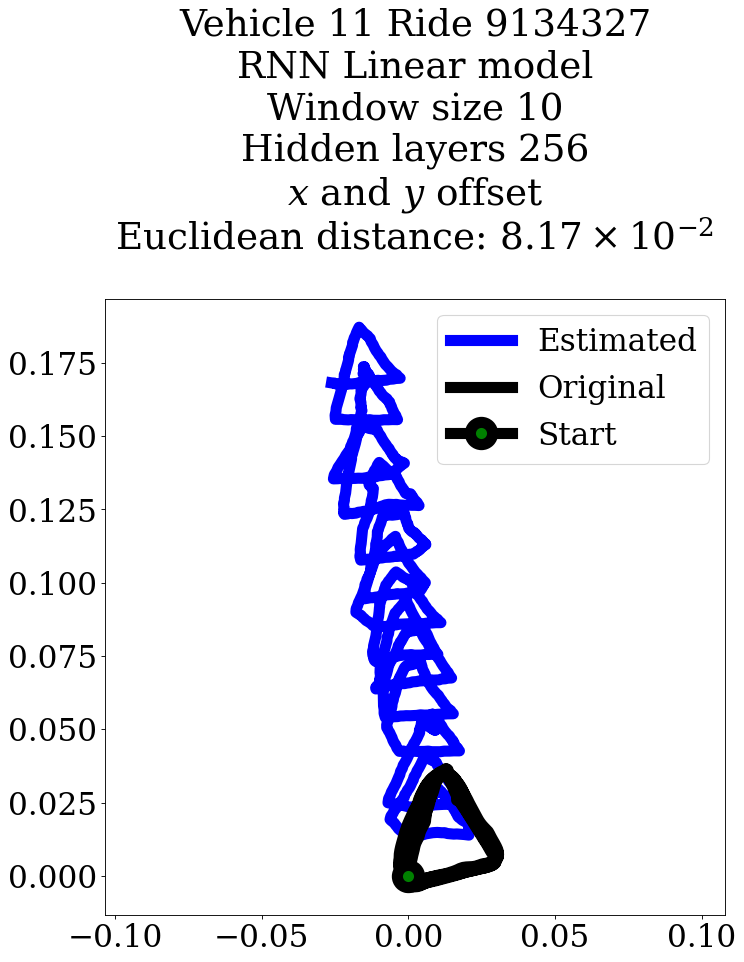 Vehicle 11 Ride 9134327
RNN Linear model
Window size 10
Hidden layers 256
x and y offset
Euclidean distance: 8.17 × 10⁻²
Estimated
Original
Start
0.175
0.150
0.125
0.100
0.075
0.050
0.025
0.000
−0.10 −0.05 0.00 0.05 0.10